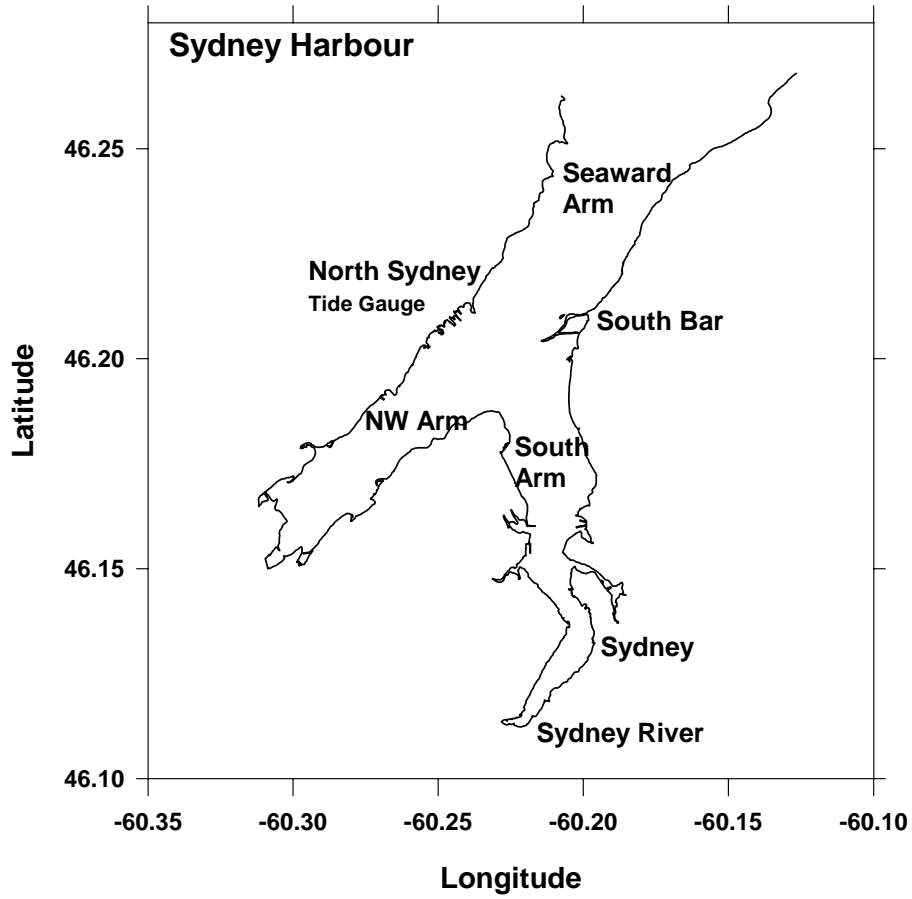 Sydney Harbour
46.25
Seaward
Arm
North Sydney
Tide Gauge
South Bar
46.20
Latitude
NW Arm
South
Arm
46.15
Sydney
Sydney River
46.10
-60.35
-60.30
-60.25
-60.20
-60.15
-60.10
Longitude